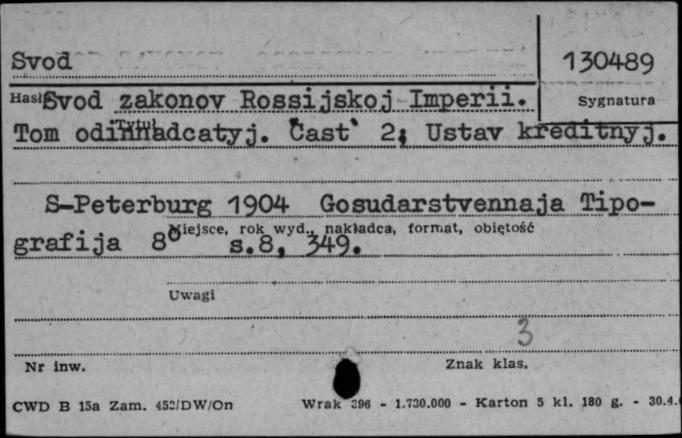 Svod
130489
Hasło
Svod zakonov Rossijskoj Imperii.
Sygnatura
Tytuł
Tom odinnadcatyj. Čast' 2; Ustav kreditnyj.
S-Peterburg 1904 Gosudarstvennaja Tipo-
Miejsce, rok wyd., nakładca, format, objętość
grafija 8° s.8, 349.
Uwagi
3
Nr inw.
Znak klas.
CWD B 15a Zam. 452/DW/On
Wrak 296 - 1.730.000 - Karton 5 kl. 180 g. - 30.4.